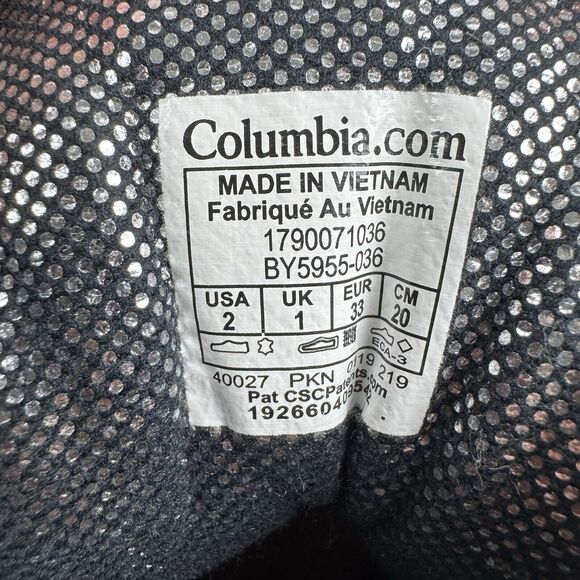 Columbia.com
MADE IN VIETNAM
Fabriqué Au Vietnam
1790071036
BY5955-036
USA UK EUR CM
2 1 33 20
ECA-3
40027 PKN 0119 219
Pat CSCPatents.com